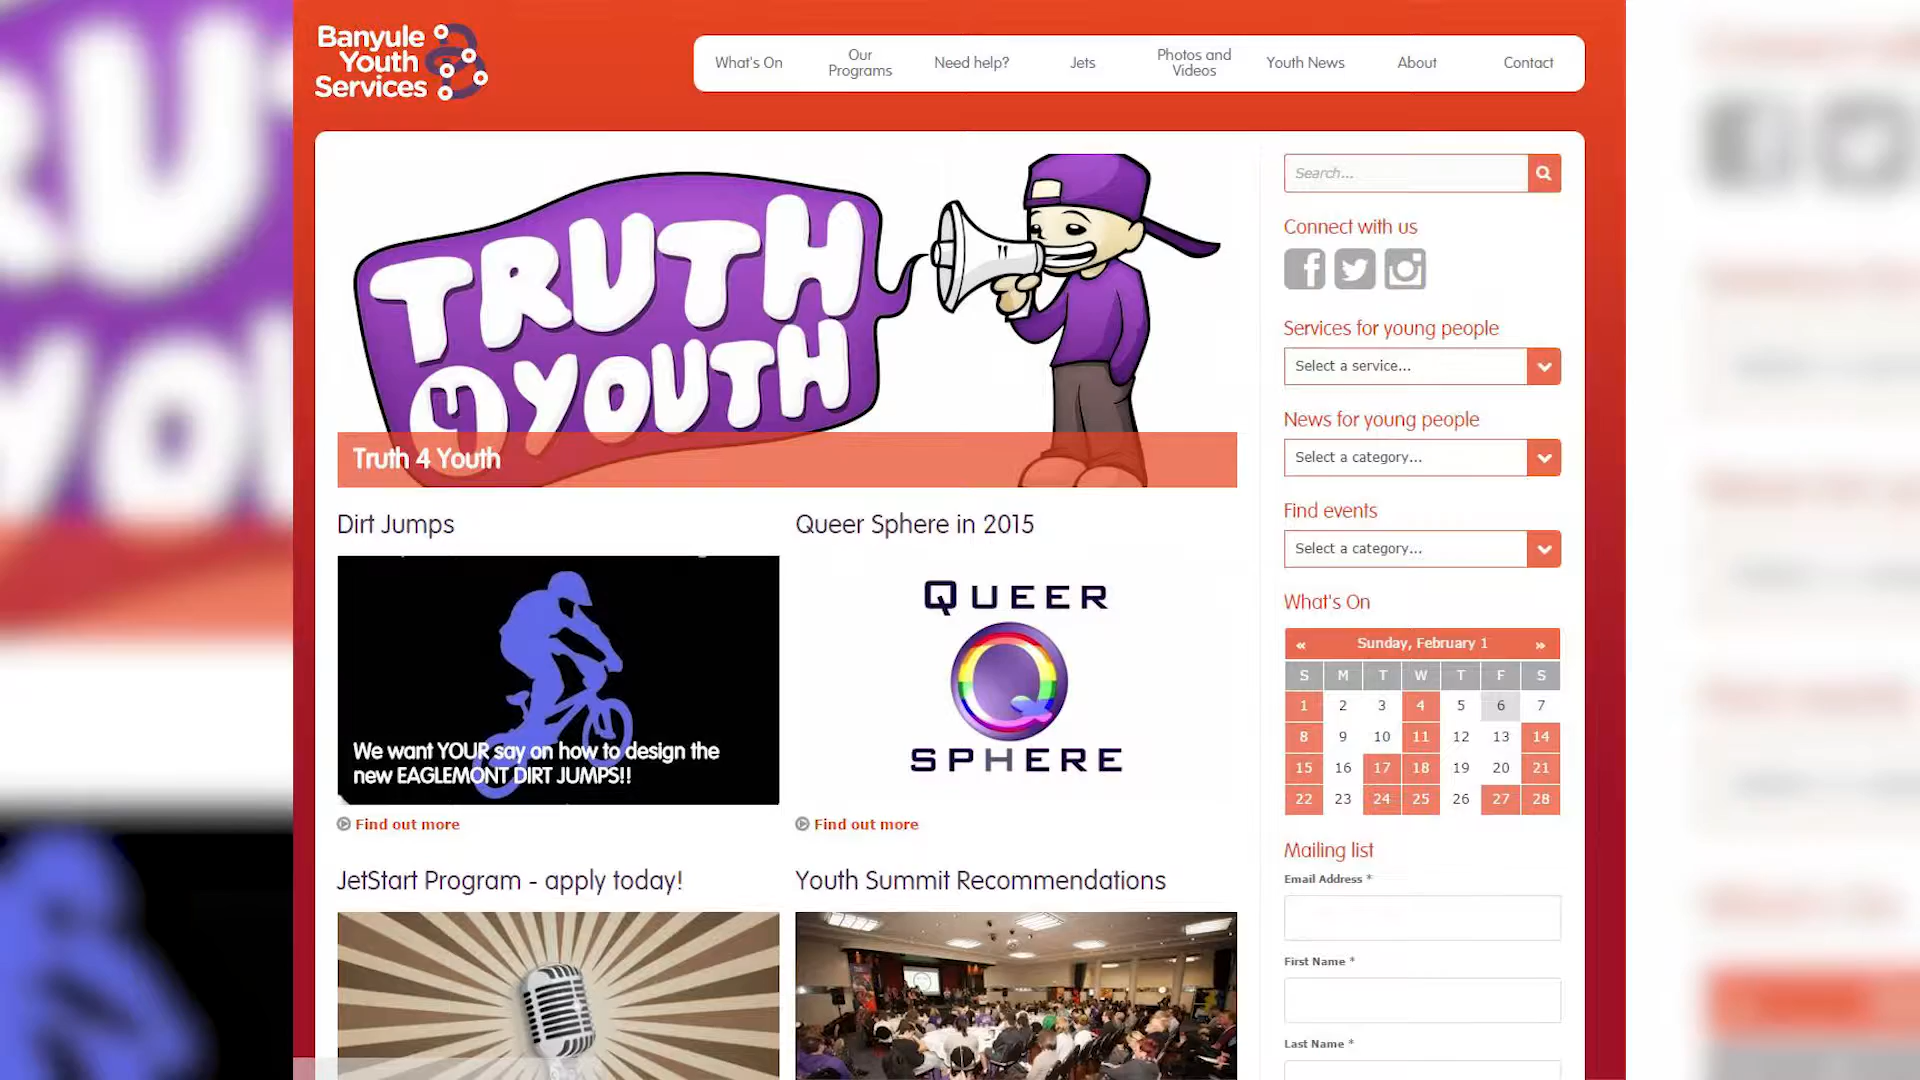 Banyule
Youth
Services
What's On
Our
Programs
Need help?
Jets
Photos and
Videos
Youth News
About
Contact
TRUTH
4 YOUTH
Truth 4 Youth
Dirt Jumps
We want YOUR say on how to design the
new EAGLEMONT DIRT JUMPS!!
Find out more
Queer Sphere in 2015
QUEER
Q
SPHERE
Find out more
JetStart Program - apply today!
Youth Summit Recommendations
Search...
Connect with us
Services for young people
Select a service...
News for young people
Select a category...
Find events
Select a category...
What's On
« Sunday, February 1 »
S M T W T F S
1 2 3 4 5 6 7
8 9 10 11 12 13 14
15 16 17 18 19 20 21
22 23 24 25 26 27 28
Mailing list
Email Address *
First Name *
Last Name *